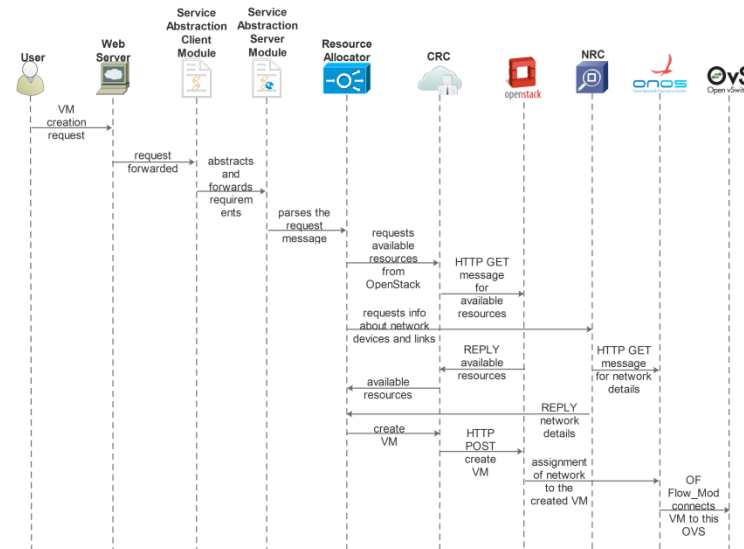 User
Web
Server
Service
Abstraction
Client
Module
Service
Abstraction
Server
Module
Resource
Allocator
CRC
openstack
NRC
onos
OvS
Open vSwit
VM
creation
request
request
forwarded
abstracts
and
forwards
requirem
ents
parses the
request
message
requests
available
resources
from
OpenStack
HTTP GET
message
for
available
resources
requests info
about network
devices and links
REPLY
available
resources
HTTP GET
message
for network
details
available
resources
REPLY
network
details
create
VM
HTTP
POST
create
VM
assignment
of network
to the
created VM
OF
Flow_Mod
connects
VM to this
OVS